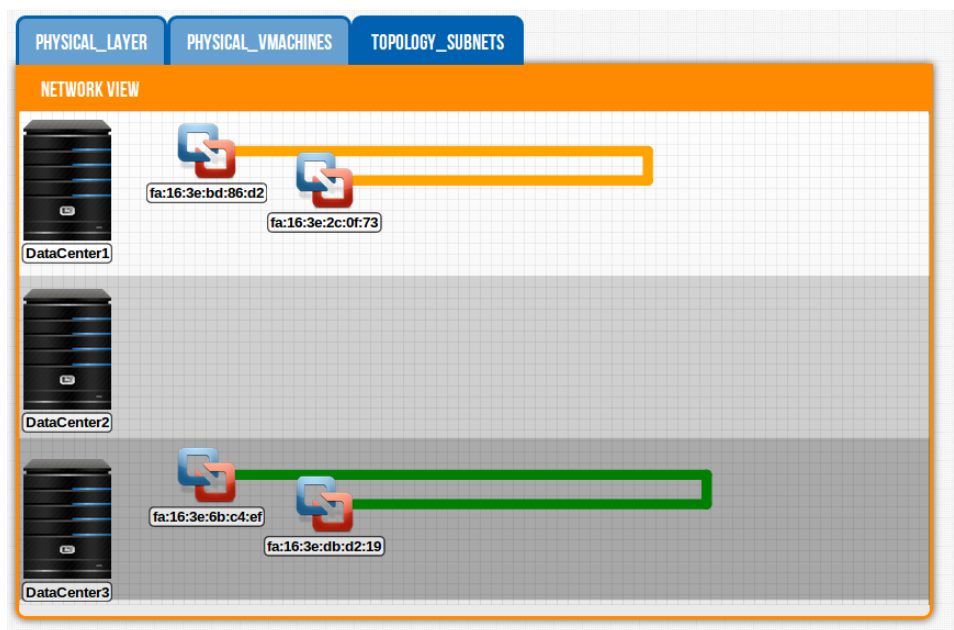 PHYSICAL_LAYER
PHYSICAL_VMACHINES
TOPOLOGY_SUBNETS
NETWORK VIEW
fa:16:3e:bd:86:d2
fa:16:3e:2c:0f:73
DataCenter1
DataCenter2
fa:16:3e:6b:c4:ef
fa:16:3e:db:d2:19
DataCenter3